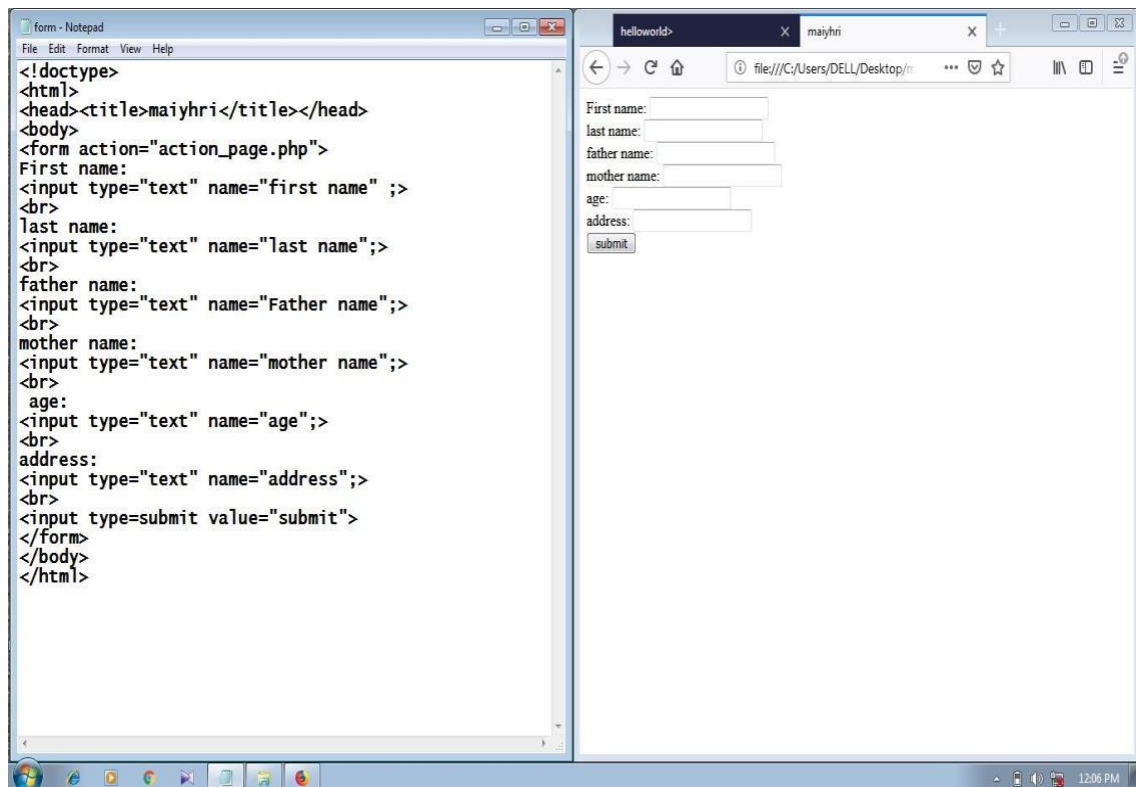 form - Notepad
File Edit Format View Help
<!doctype>
<html>
<head><title>maiyhri</title></head>
<body>
<form action="action_page.php">
First name:
<input type="text" name="first name" ;>
<br>
last name:
<input type="text" name="last name";>
<br>
father name:
<input type="text" name="Father name";>
<br>
mother name:
<input type="text" name="mother name";>
<br>
age:
<input type="text" name="age";>
<br>
address:
<input type="text" name="address";>
<br>
<input type=submit value="submit">
</form>
</body>
</html>
helloworld>
maiyhri
file:///C:/Users/DELL/Desktop/
First name:
last name:
father name:
mother name:
age:
address:
submit
12:06 PM